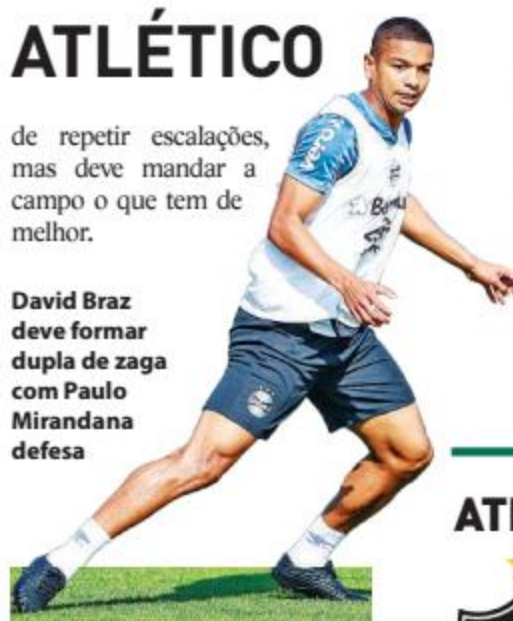 ATLÉTICO
de repetir escalações,
mas deve mandar a
campo o que tem de
melhor.
David Braz
deve formar
dupla de zaga
com Paulo
Mirandana
defesa
vero